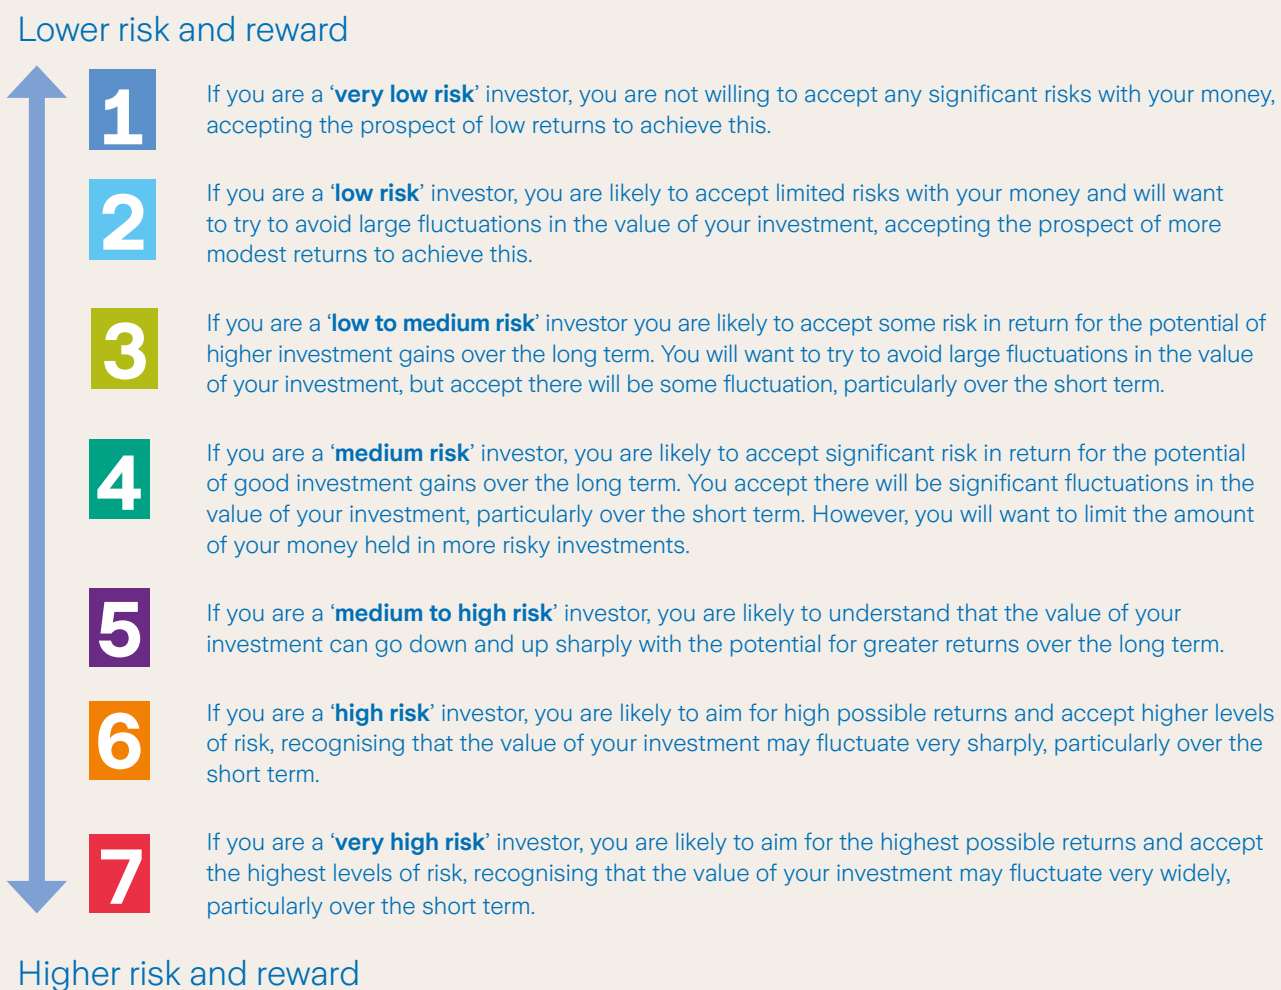 Lower risk and reward
1
If you are a ‘very low risk’ investor, you are not willing to accept any significant risks with your money,
accepting the prospect of low returns to achieve this.
2
If you are a ‘low risk’ investor, you are likely to accept limited risks with your money and will want
to try to avoid large fluctuations in the value of your investment, accepting the prospect of more
modest returns to achieve this.
3
If you are a ‘low to medium risk’ investor you are likely to accept some risk in return for the potential of
higher investment gains over the long term. You will want to try to avoid large fluctuations in the value
of your investment, but accept there will be some fluctuation, particularly over the short term.
4
If you are a ‘medium risk’ investor, you are likely to accept significant risk in return for the potential
of good investment gains over the long term. You accept there will be significant fluctuations in the
value of your investment, particularly over the short term. However, you will want to limit the amount
of your money held in more risky investments.
5
If you are a ‘medium to high risk’ investor, you are likely to understand that the value of your
investment can go down and up sharply with the potential for greater returns over the long term.
6
If you are a ‘high risk’ investor, you are likely to aim for high possible returns and accept higher levels
of risk, recognising that the value of your investment may fluctuate very sharply, particularly over the
short term.
7
If you are a ‘very high risk’ investor, you are likely to aim for the highest possible returns and accept
the highest levels of risk, recognising that the value of your investment may fluctuate very widely,
particularly over the short term.
Higher risk and reward